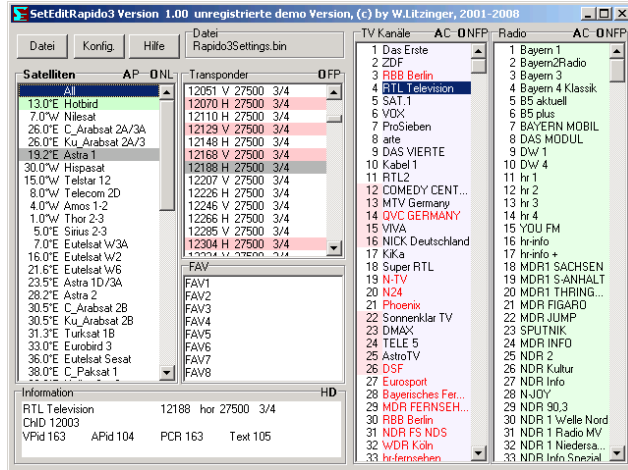 SetEditRapido3 Version 1.00 unregistrierte demo Version, (c) by W.Litzinger, 2001-2008
Datei
Konfig.
Hilfe
Datei
Rapido3Settings.bin
Satelliten AP ONL
All
13.0°E Hotbird
7.0°W Nilesat
26.0°E C_Arabsat 2A/3A
26.0°E Ku_Arabsat 2A/3
19.2°E Astra 1
30.0°W Hispasat
15.0°W Telstar 12
8.0°W Telecom 2D
4.0°W Amos 1-2
1.0°W Thor 2-3
5.0°E Sirius 2-3
7.0°E Eutelsat W3A
16.0°E Eutelsat W2
21.6°E Eutelsat W6
23.5°E Astra 1D/3A
28.2°E Astra 2
30.5°E C_Arabsat 2B
30.5°E Ku_Arabsat 2B
31.3°E Turksat 1B
33.0°E Eurobird 3
36.0°E Eutelsat Sesat
38.0°E C_Paksat 1
Transponder OFP
12051 V 27500 3/4
12070 H 27500 3/4
12110 H 27500 3/4
12129 V 27500 3/4
12148 H 27500 3/4
12168 V 27500 3/4
12188 H 27500 3/4
12207 V 27500 3/4
12226 H 27500 3/4
12246 V 27500 3/4
12266 H 27500 3/4
12285 V 27500 3/4
12304 H 27500 3/4
12324 V 27500 3/4
FAV
FAV1
FAV2
FAV3
FAV4
FAV5
FAV6
FAV7
FAV8
Information HD
RTL Television 12188 hor 27500 3/4
ChID 12003
VPid 163 APid 104 PCR 163 Text 105
TV Kanäle AC ONFP
1 Das Erste
2 ZDF
3 RBB Berlin
4 RTL Television
5 SAT.1
6 VOX
7 ProSieben
8 arte
9 DAS VIERTE
10 Kabel 1
11 RTL2
12 COMEDY CENT...
13 MTV Germany
14 QVC GERMANY
15 VIVA
16 NICK Deutschland
17 KiKa
18 Super RTL
19 N-TV
20 N24
21 Phoenix
22 Sonnenklar TV
23 DMAX
24 TELE 5
25 AstroTV
26 DSF
27 Eurosport
28 Bayerisches Fer...
29 MDR FERNSEH...
30 RBB Berlin
31 NDR FS NDS
32 WDR Köln
33 hr-fernsehen
Radio AC ONFP
1 Bayern 1
2 Bayern2Radio
3 Bayern 3
4 Bayern 4 Klassik
5 B5 aktuell
6 B5 plus
7 BAYERN MOBIL
8 DAS MODUL
9 DW 1
10 DW 4
11 hr 1
12 hr 2
13 hr 3
14 hr 4
15 YOU FM
16 hr-info
17 hr-info +
18 MDR1 SACHSEN
19 MDR1 S-ANHALT
20 MDR1 THRING...
21 MDR FIGARO
22 MDR JUMP
23 SPUTNIK
24 MDR INFO
25 NDR 2
26 NDR Kultur
27 NDR Info
28 N-JOY
29 NDR 90,3
30 NDR 1 Welle Nord
31 NDR 1 Radio MV
32 NDR 1 Niedersa...
33 NDR Info Spezial